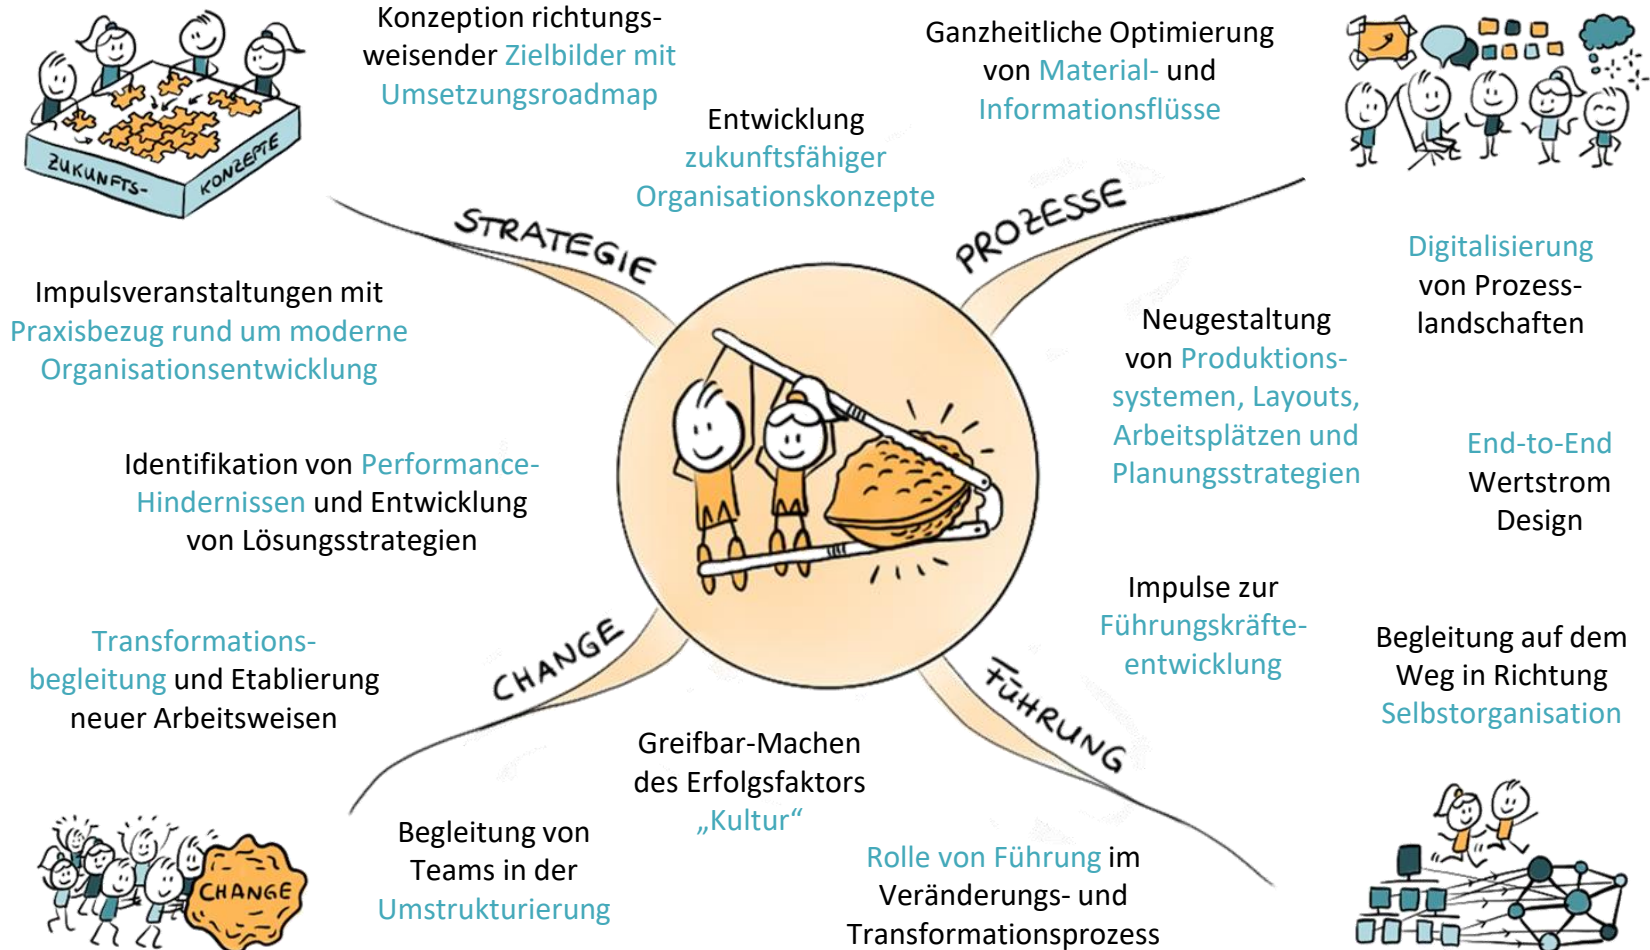 Konzeption richtungs-
weisender Zielbilder mit
Umsetzungsroadmap
Entwicklung
zukunftsfähiger
Organisationskonzepte
Ganzheitliche Optimierung
von Material- und
Informationsflüsse
ZUKUNFTS-
KONZEPTE
STRATEGIE
PROZESSE
Impulsveranstaltungen mit
Praxisbezug rund um moderne
Organisationsentwicklung
Digitalisierung
von Prozess-
landschaften
Neugestaltung
von Produktions-
systemen, Layouts,
Arbeitsplätzen und
Planungsstrategien
Identifikation von Performance-
Hindernissen und Entwicklung
von Lösungsstrategien
End-to-End
Wertstrom
Design
Transformations-
begleitung und Etablierung
neuer Arbeitsweisen
CHANGE
FÜHRUNG
Impulse zur
Führungskräfte-
entwicklung
Begleitung auf dem
Weg in Richtung
Selbstorganisation
Greifbar-Machen
des Erfolgsfaktors
„Kultur“
CHANGE
Begleitung von
Teams in der
Umstrukturierung
Rolle von Führung im
Veränderungs- und
Transformationsprozess